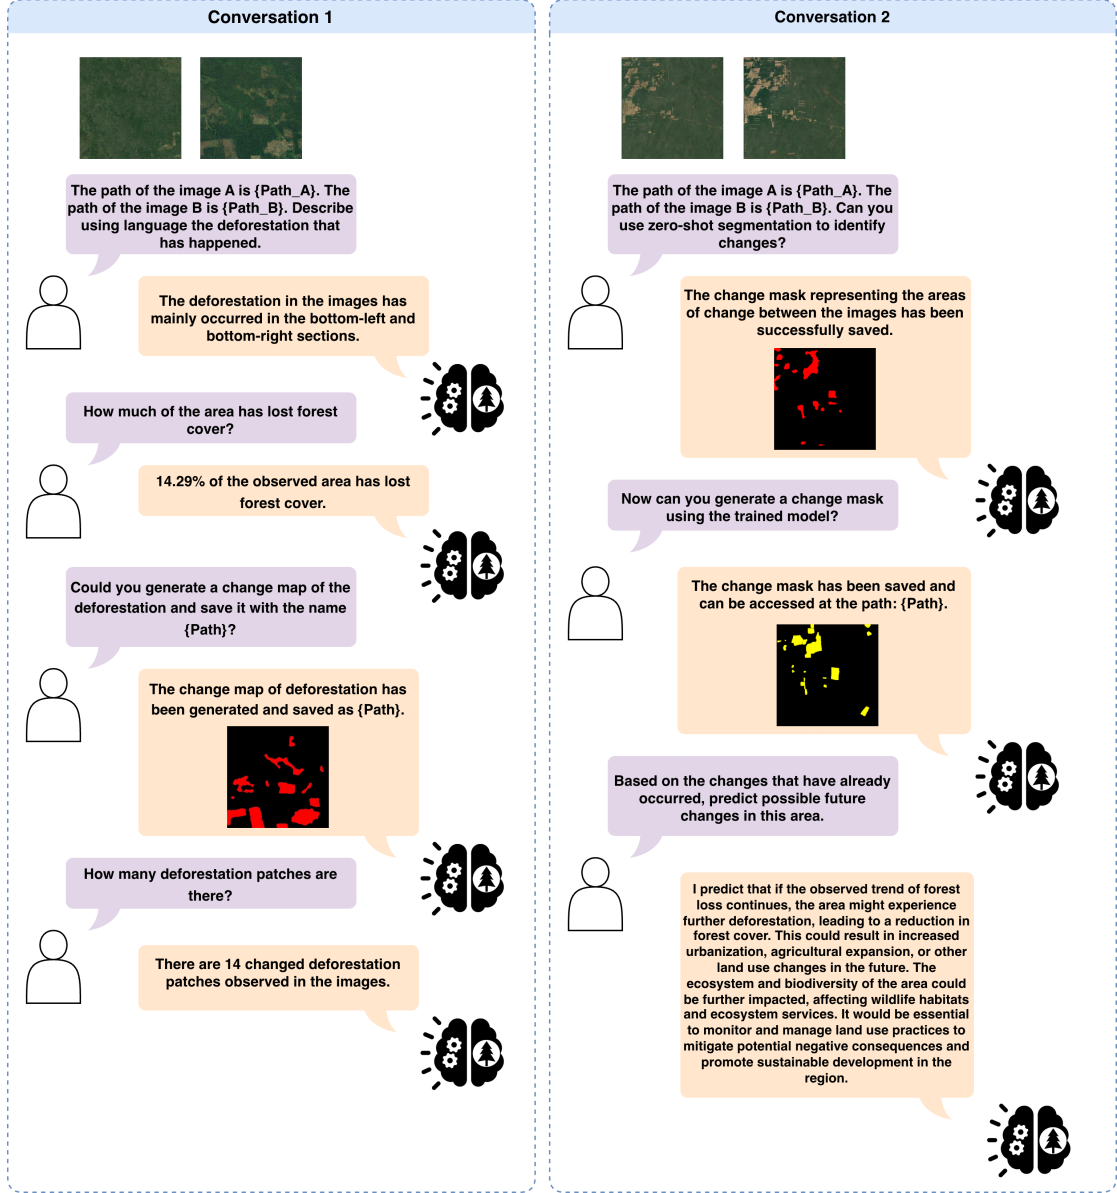 Conversation 1
The path of the image A is {Path_A}. The
path of the image B is {Path_B}. Describe
using language the deforestation that
has happened.
The deforestation in the images has
mainly occurred in the bottom-left and
bottom-right sections.
How much of the area has lost forest
cover?
14.29% of the observed area has lost
forest cover.
Could you generate a change map of the
deforestation and save it with the name
{Path}?
The change map of deforestation has
been generated and saved as {Path}.
How many deforestation patches are
there?
There are 14 changed deforestation
patches observed in the images.
Conversation 2
The path of the image A is {Path_A}. The
path of the image B is {Path_B}. Can you
use zero-shot segmentation to identify
changes?
The change mask representing the areas
of change between the images has been
successfully saved.
Now can you generate a change mask
using the trained model?
The change mask has been saved and
can be accessed at the path: {Path}.
Based on the changes that have already
occurred, predict possible future
changes in this area.
I predict that if the observed trend of forest
loss continues, the area might experience
further deforestation, leading to a reduction in
forest cover. This could result in increased
urbanization, agricultural expansion, or other
land use changes in the future. The
ecosystem and biodiversity of the area could
be further impacted, affecting wildlife habitats
and ecosystem services. It would be essential
to monitor and manage land use practices to
mitigate potential negative consequences and
promote sustainable development in the
region.